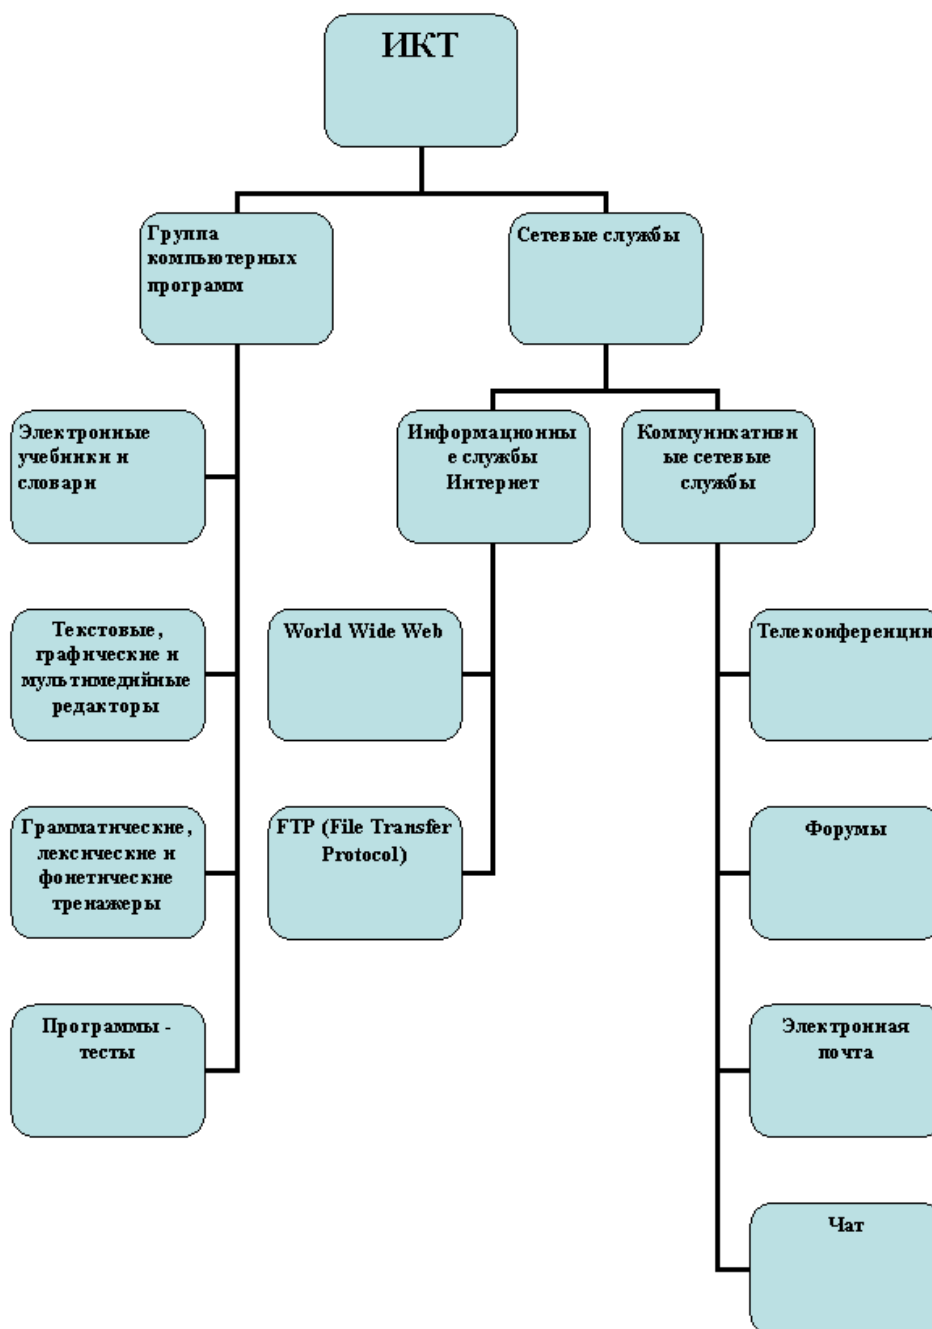 ИКТ
Группа
компьютерных
программ
Сетевые службы
Электронные
учебники и
словари
Информационны
е службы
Интернет
Коммуникативн
ые сетевые
службы
Текстовые,
графические и
мультимедийные
редакторы
World Wide Web
Телеконференции
Грамматические,
лексические и
фонетические
тренажеры
FTP (File Transfer
Protocol)
Форумы
Программы -
тесты
Электронная
почта
Чат